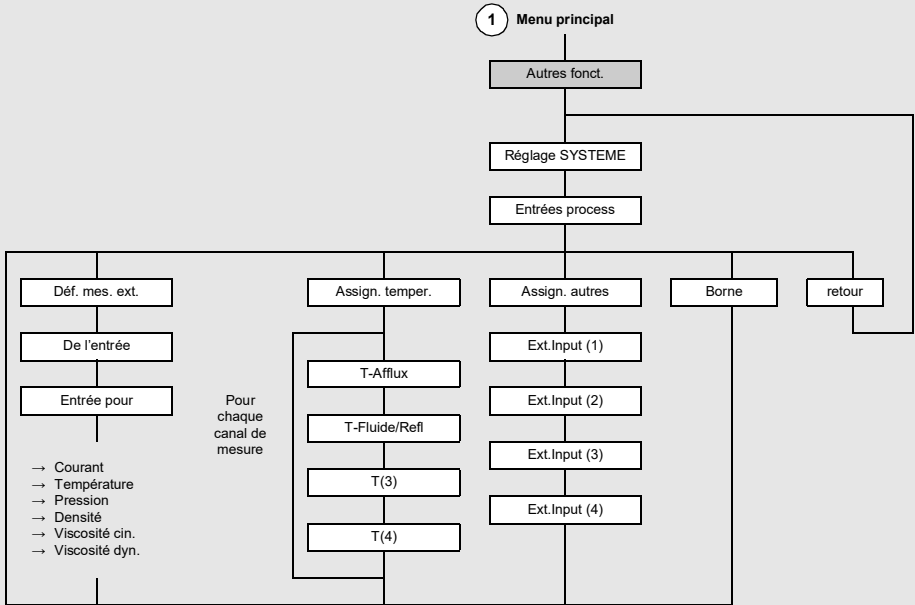 1 Menu principal
Autres fonct.
Réglage SYSTEME
Entrées process
Déf. mes. ext.
Assign. temper.
Assign. autres
Borne
retour
De l'entrée
Entrée pour
→ Courant
→ Température
→ Pression
→ Densité
→ Viscosité cin.
→ Viscosité dyn.
Pour
chaque
canal de
mesure
T-Afflux
T-Fluide/Refl
T(3)
T(4)
Ext.Input (1)
Ext.Input (2)
Ext.Input (3)
Ext.Input (4)